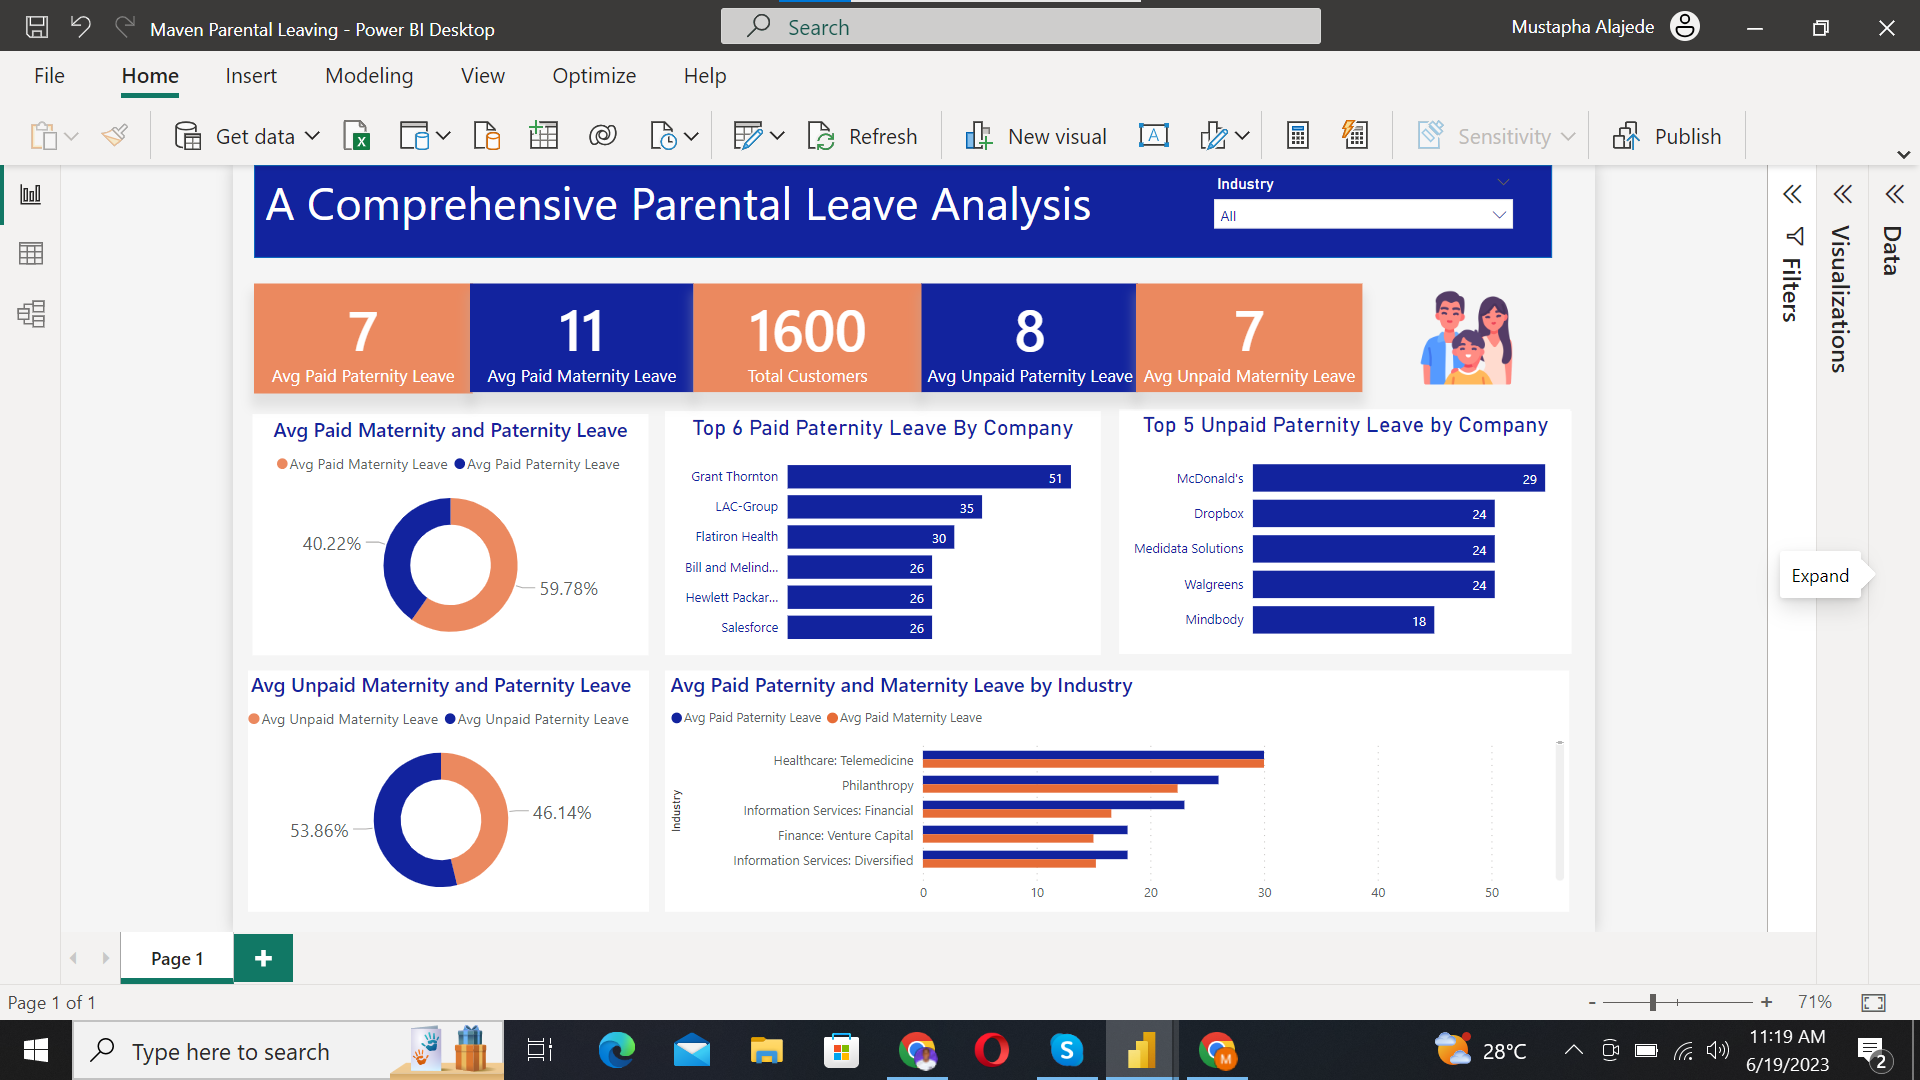 Maven Parental Leaving - Power BI Desktop
Search
Mustapha Alajede
File Home Insert Modeling View Optimize Help
Get data
Refresh
New visual
A
Sensitivity
Publish
A Comprehensive Parental Leave Analysis
Industry
All
Filters
Visualizations
Data
7
Avg Paid Paternity Leave
11
Avg Paid Maternity Leave
1600
Total Customers
8
Avg Unpaid Paternity Leave
7
Avg Unpaid Maternity Leave
Avg Paid Maternity and Paternity Leave
Avg Paid Maternity Leave Avg Paid Paternity Leave
40.22%
59.78%
Top 6 Paid Paternity Leave By Company
Grant Thornton 51
LAC-Group 35
Flatiron Health 30
Bill and Melind... 26
Hewlett Packar... 26
Salesforce 26
Top 5 Unpaid Paternity Leave by Company
McDonald's 29
Dropbox 24
Medidata Solutions 24
Walgreens 24
Mindbody 18
Expand
Avg Unpaid Maternity and Paternity Leave
Avg Unpaid Maternity Leave Avg Unpaid Paternity Leave
53.86%
46.14%
Avg Paid Paternity and Maternity Leave by Industry
Avg Paid Paternity Leave Avg Paid Maternity Leave
Industry
Healthcare: Telemedicine
Philanthropy
Information Services: Financial
Finance: Venture Capital
Information Services: Diversified
0 10 20 30 40 50
Page 1
+
Page 1 of 1
- + 71%
Type here to search
S
M
28°C
11:19 AM
6/19/2023
2